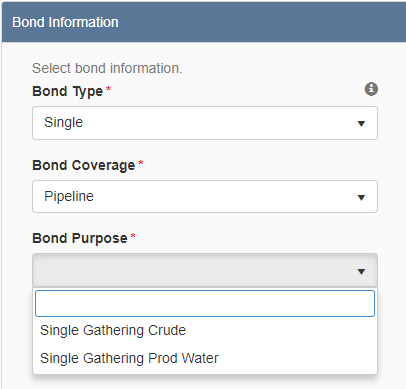 Bond Information
Select bond information.
Bond Type *
Single
Bond Coverage *
Pipeline
Bond Purpose *
Single Gathering Crude
Single Gathering Prod Water